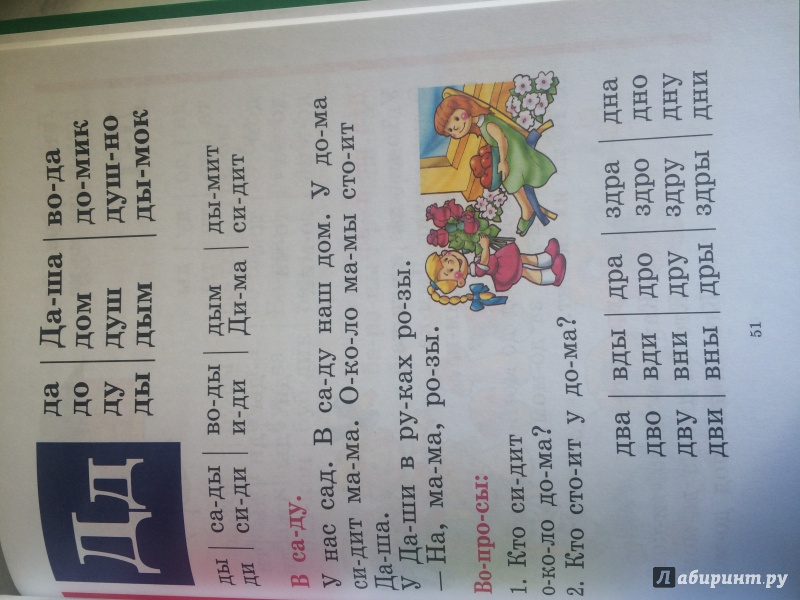 Дд
да | Да-ша | во-да
до | дом | до-мик
ду | душ | душ-но
ды | дым | ды-мок
ды | са-ды | во-ды | дым | ды-мит
ди | си-ди | и-ди | Ди-ма | си-дит
В са-ду.
У нас сад. В са-ду наш дом. У до-ма
си-дит ма-ма. О-ко-ло ма-мы сто-ит
Да-ша.
У Да-ши в ру-ках ро-зы.
— На, ма-ма, ро-зы.
Во-про-сы:
1. Кто си-дит
о-ко-ло до-ма?
2. Кто сто-ит у до-ма?
два | вды | дра | здра | дна
дво | вди | дро | здро | дно
дву | вни | дру | здру | дну
дви | вны | дры | здры | дни
51
Лабиринт.ру